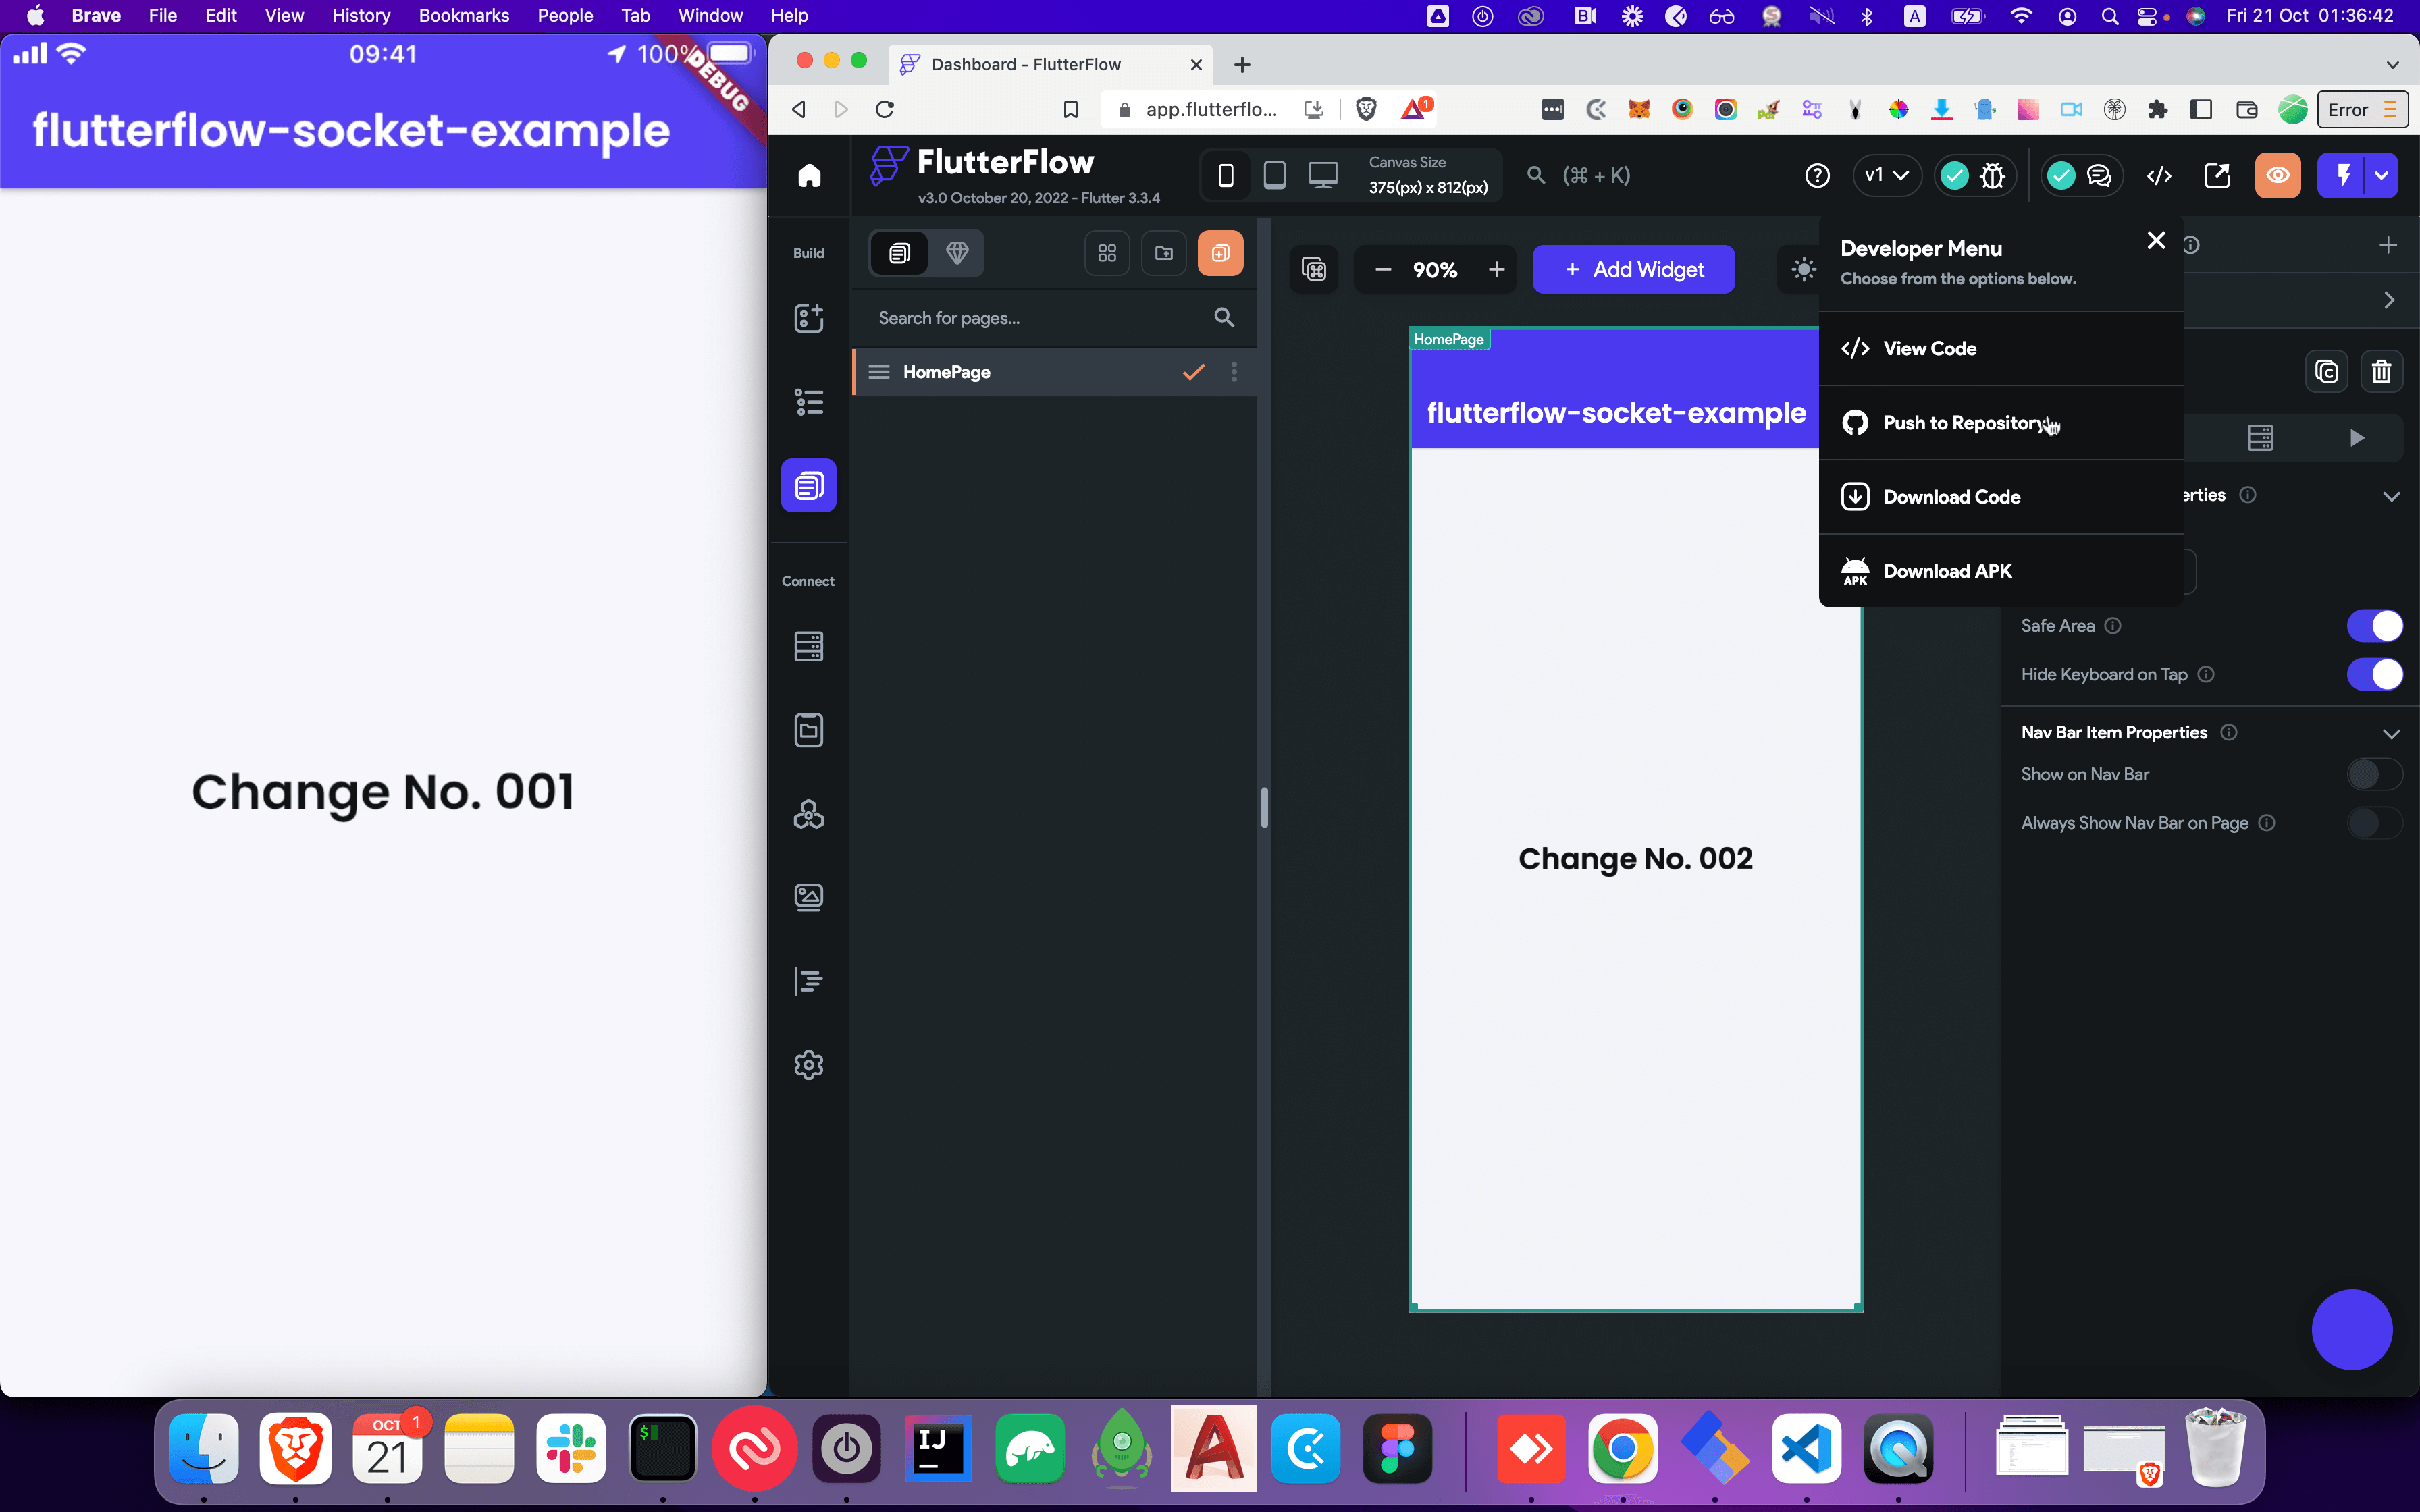 Brave File Edit View History Bookmarks People Tab Window Help
A
Fri 21 Oct 01:36:42
09:41
100%
DEBUG
flutterflow-socket-example
Change No. 001
Dashboard - FlutterFlow
app.flutterflo...
1
Error
FlutterFlow
v3.0 October 20, 2022 - Flutter 3.3.4
Canvas Size
375(px) x 812(px)
(⌘ + K)
v1
Build
Search for pages...
HomePage
Connect
90%
+ Add Widget
HomePage
flutterflow-socket-example
Change No. 002
Developer Menu
Choose from the options below.
View Code
Push to Repository
Download Code
APK
Download APK
erties
Safe Area
Hide Keyboard on Tap
Nav Bar Item Properties
Show on Nav Bar
Always Show Nav Bar on Page
OCT
1
21
$
IJ